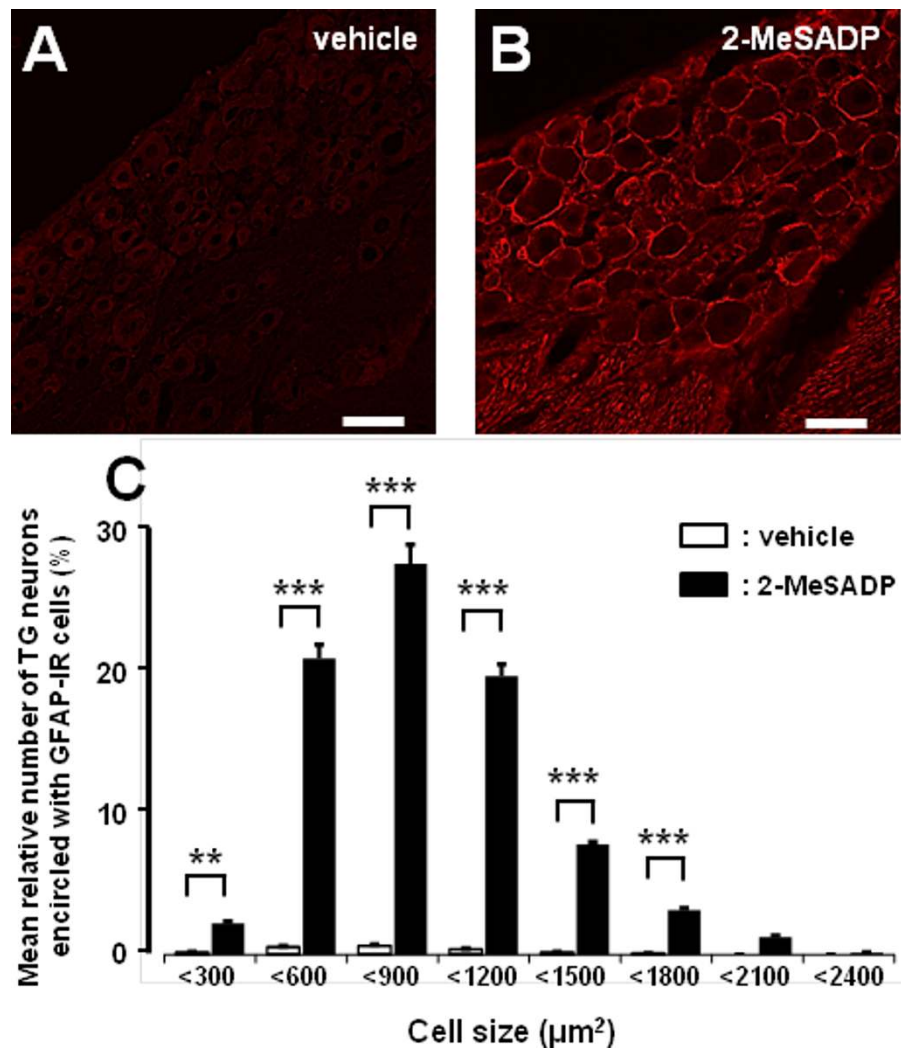 A
vehicle
B
2-MeSADP
C
Mean relative number of TG neurons
encircled with GFAP-IR cells (%)
30
20
10
0
**
***
***
***
***
***
: vehicle
: 2-MeSADP
<300 <600 <900 <1200 <1500 <1800 <2100 <2400
Cell size (µm²)